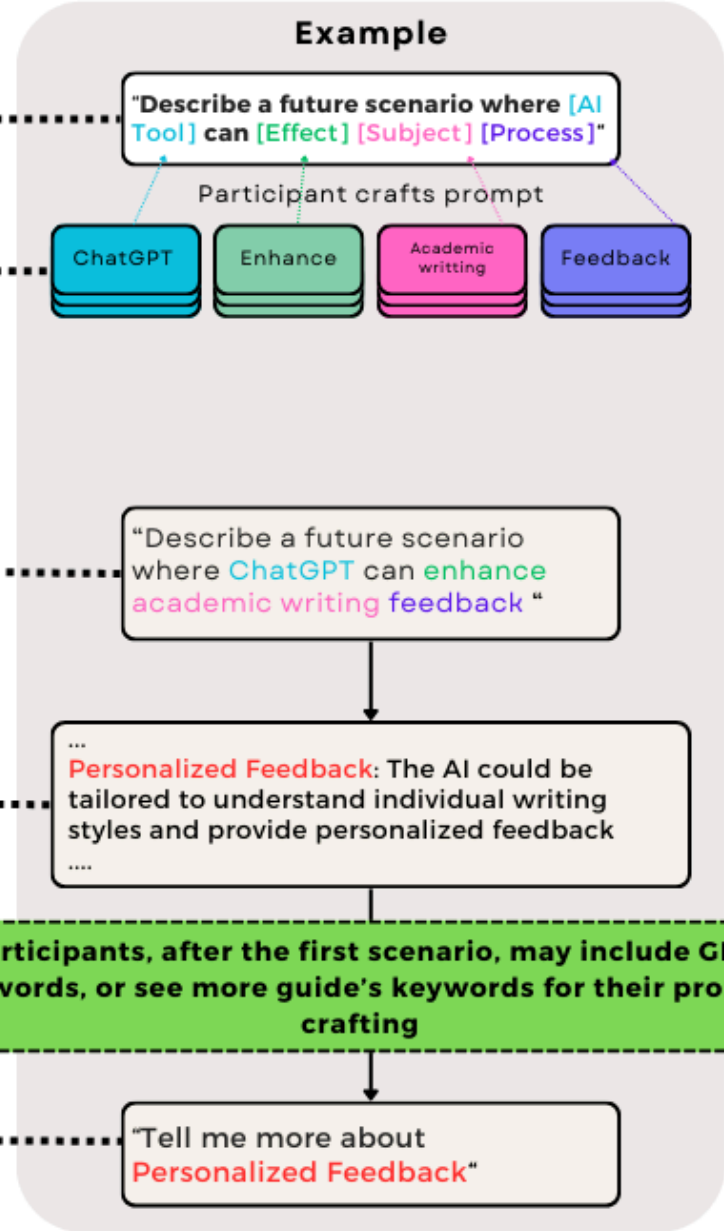 Example
"Describe a future scenario where [AI
Tool] can [Effect] [Subject] [Process]"
Participant crafts prompt
ChatGPT
Enhance
Academic
writting
Feedback
“Describe a future scenario
where ChatGPT can enhance
academic writing feedback “
...
Personalized Feedback: The AI could be
tailored to understand individual writing
styles and provide personalized feedback
....
rticipants, after the first scenario, may include G
words, or see more guide’s keywords for their pro
crafting
“Tell me more about
Personalized Feedback“